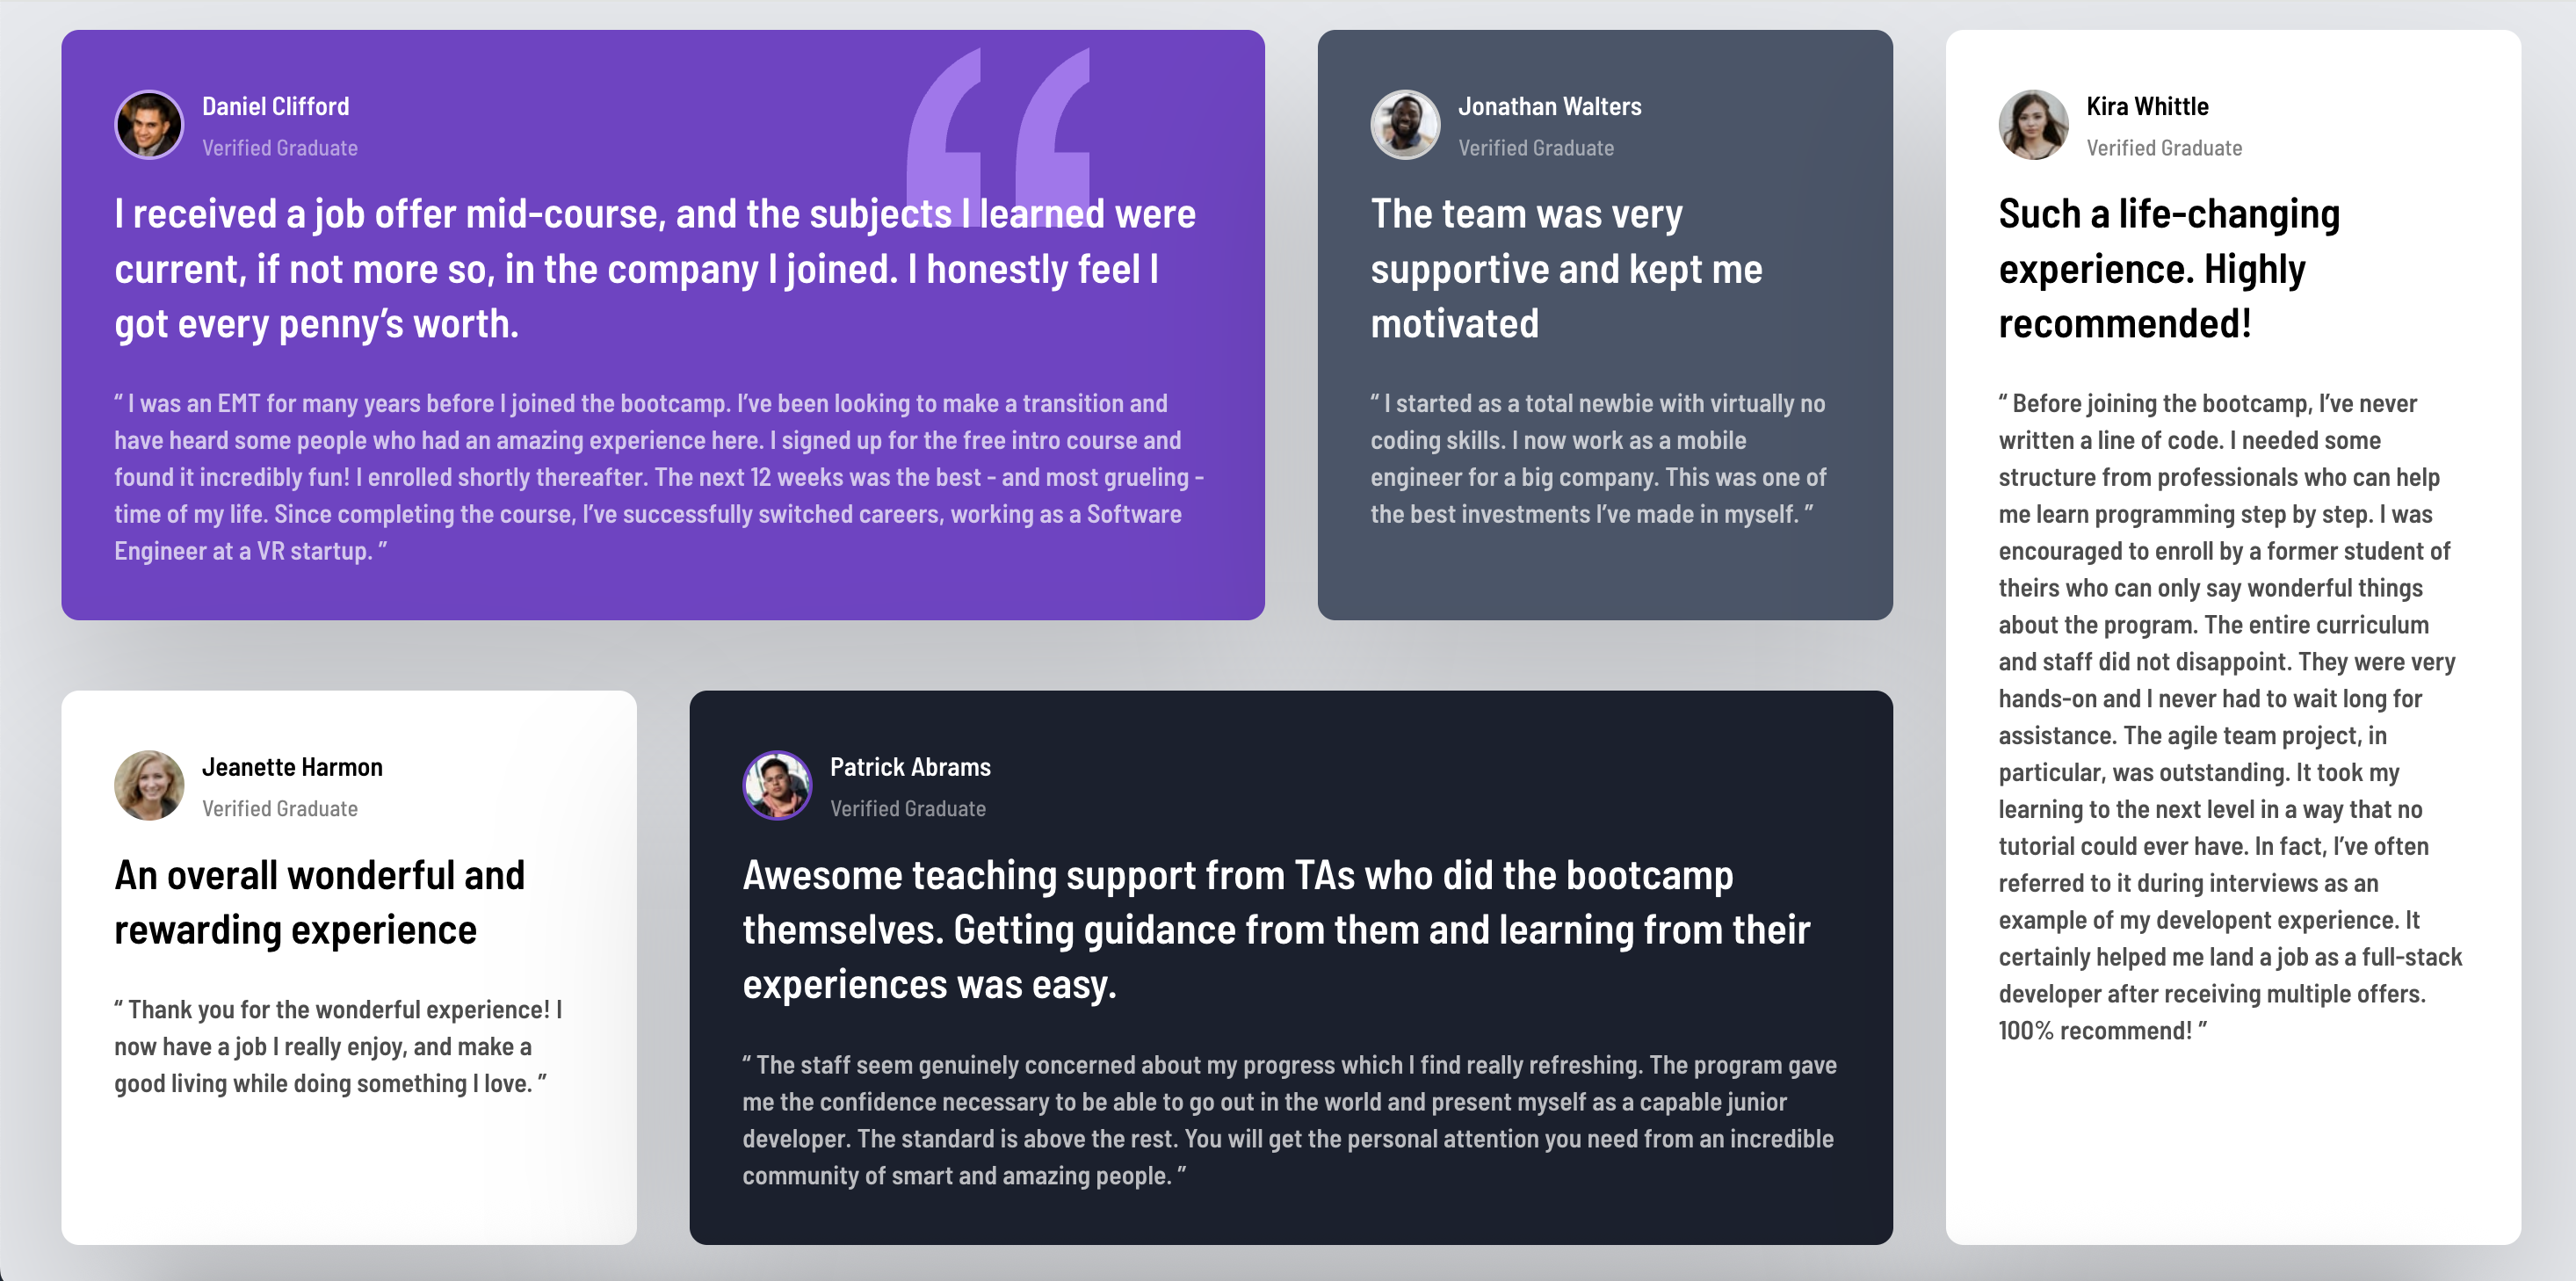 Daniel Clifford
Verified Graduate
I received a job offer mid-course, and the subjects I learned were
current, if not more so, in the company I joined. I honestly feel I
got every penny’s worth.
“ I was an EMT for many years before I joined the bootcamp. I’ve been looking to make a transition and
have heard some people who had an amazing experience here. I signed up for the free intro course and
found it incredibly fun! I enrolled shortly thereafter. The next 12 weeks was the best - and most grueling -
time of my life. Since completing the course, I’ve successfully switched careers, working as a Software
Engineer at a VR startup. ”
Jonathan Walters
Verified Graduate
The team was very
supportive and kept me
motivated
“ I started as a total newbie with virtually no
coding skills. I now work as a mobile
engineer for a big company. This was one of
the best investments I’ve made in myself. ”
Kira Whittle
Verified Graduate
Such a life-changing
experience. Highly
recommended!
“ Before joining the bootcamp, I’ve never
written a line of code. I needed some
structure from professionals who can help
me learn programming step by step. I was
encouraged to enroll by a former student of
theirs who can only say wonderful things
about the program. The entire curriculum
and staff did not disappoint. They were very
hands-on and I never had to wait long for
assistance. The agile team project, in
particular, was outstanding. It took my
learning to the next level in a way that no
tutorial could ever have. In fact, I’ve often
referred to it during interviews as an
example of my developent experience. It
certainly helped me land a job as a full-stack
developer after receiving multiple offers.
100% recommend! ”
Jeanette Harmon
Verified Graduate
An overall wonderful and
rewarding experience
“ Thank you for the wonderful experience! I
now have a job I really enjoy, and make a
good living while doing something I love. ”
Patrick Abrams
Verified Graduate
Awesome teaching support from TAs who did the bootcamp
themselves. Getting guidance from them and learning from their
experiences was easy.
“ The staff seem genuinely concerned about my progress which I find really refreshing. The program gave
me the confidence necessary to be able to go out in the world and present myself as a capable junior
developer. The standard is above the rest. You will get the personal attention you need from an incredible
community of smart and amazing people. ”